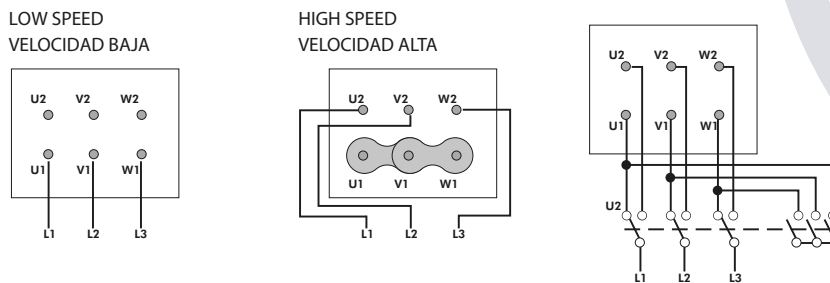 LOW SPEED
VELOCIDAD BAJA
U2 V2 W2
U1 V1 W1
L1 L2 L3
HIGH SPEED
VELOCIDAD ALTA
U2 V2 W2
U1 V1 W1
L1 L2 L3
U2 V2 W2
U1 V1 W1
U2
L1 L2 L3